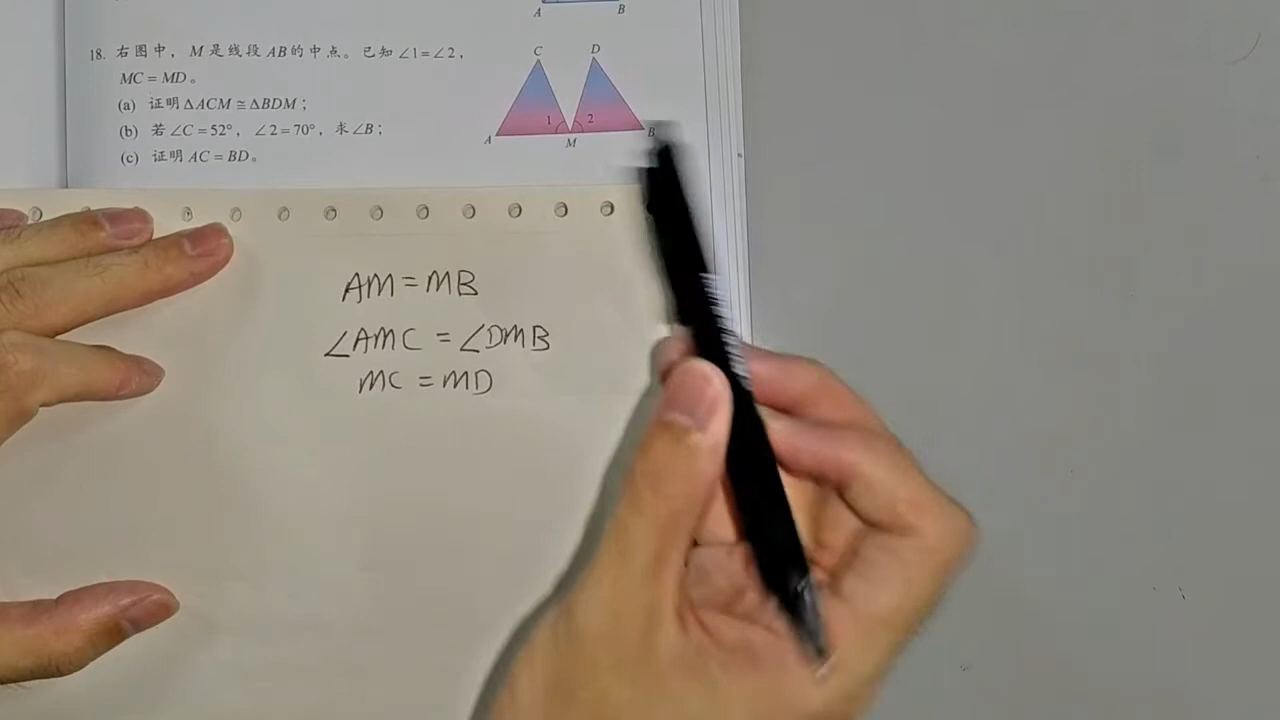 A B
18. 右图中，M 是线段 AB 的中点。已知 ∠1=∠2，
MC = MD 。
(a) 证明 ΔACM ≅ ΔBDM；
(b) 若 ∠C = 52°，∠2 = 70°，求 ∠B；
(c) 证明 AC = BD 。
C D
1 2
A M B
AM = MB
∠AMC = ∠DMB
MC = MD